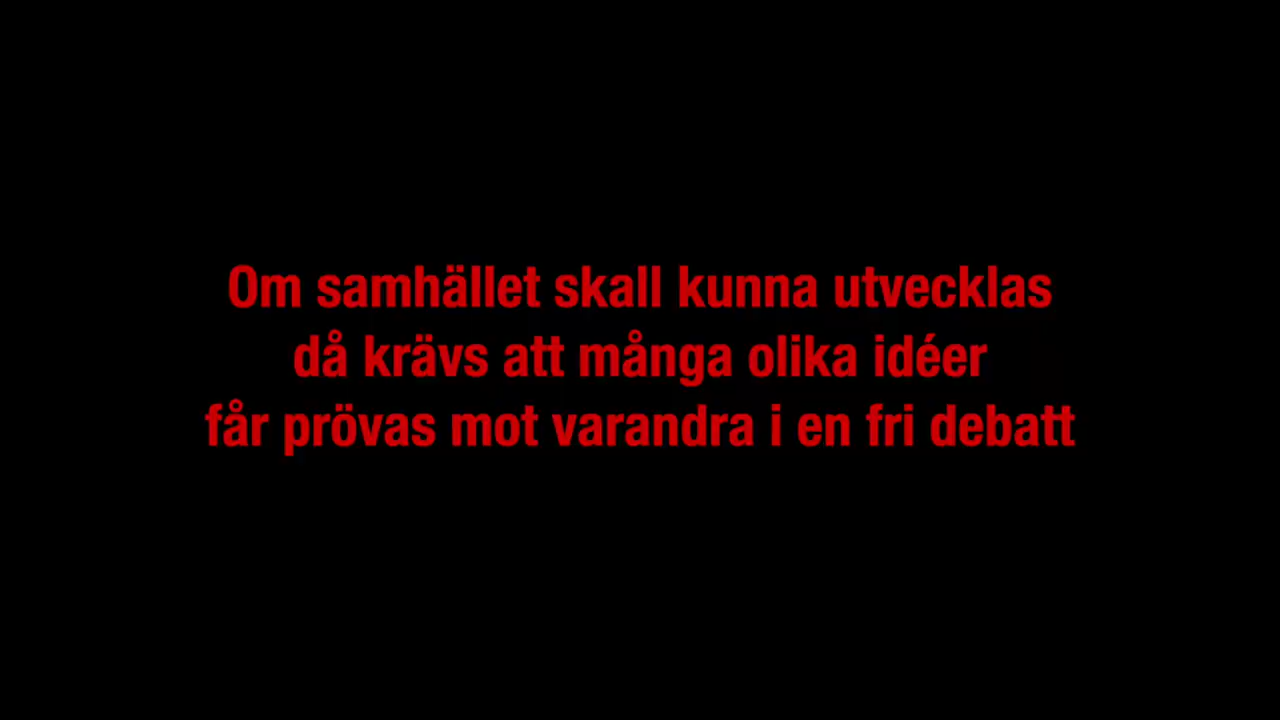 Om samhället skall kunna utvecklas
då krävs att många olika idéer
får prövas mot varandra i en fri debatt